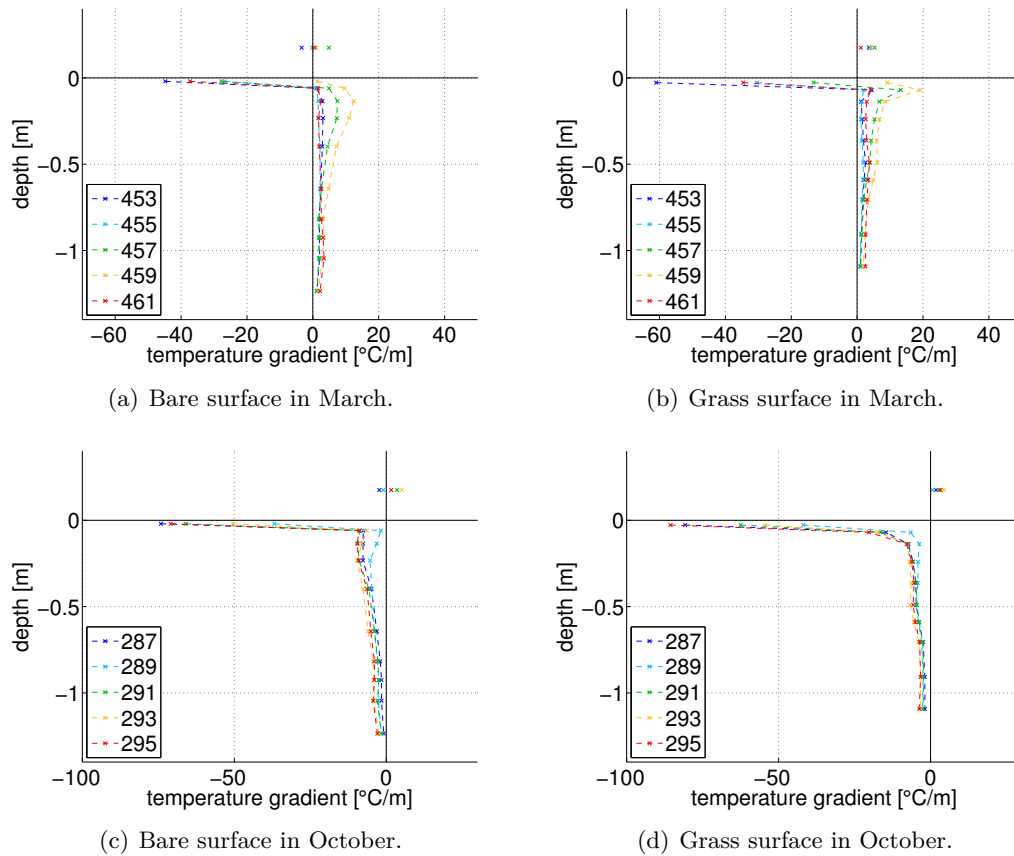 0
−0.5
−1
depth [m]
453
455
457
459
461
−60 −40 −20 0 20 40
temperature gradient [°C/m]
(a) Bare surface in March.
0
−0.5
−1
depth [m]
453
455
457
459
461
−60 −40 −20 0 20 40
temperature gradient [°C/m]
(b) Grass surface in March.
0
−0.5
−1
depth [m]
287
289
291
293
295
−100 −50 0
temperature gradient [°C/m]
(c) Bare surface in October.
0
−0.5
−1
depth [m]
287
289
291
293
295
−100 −50 0
temperature gradient [°C/m]
(d) Grass surface in October.